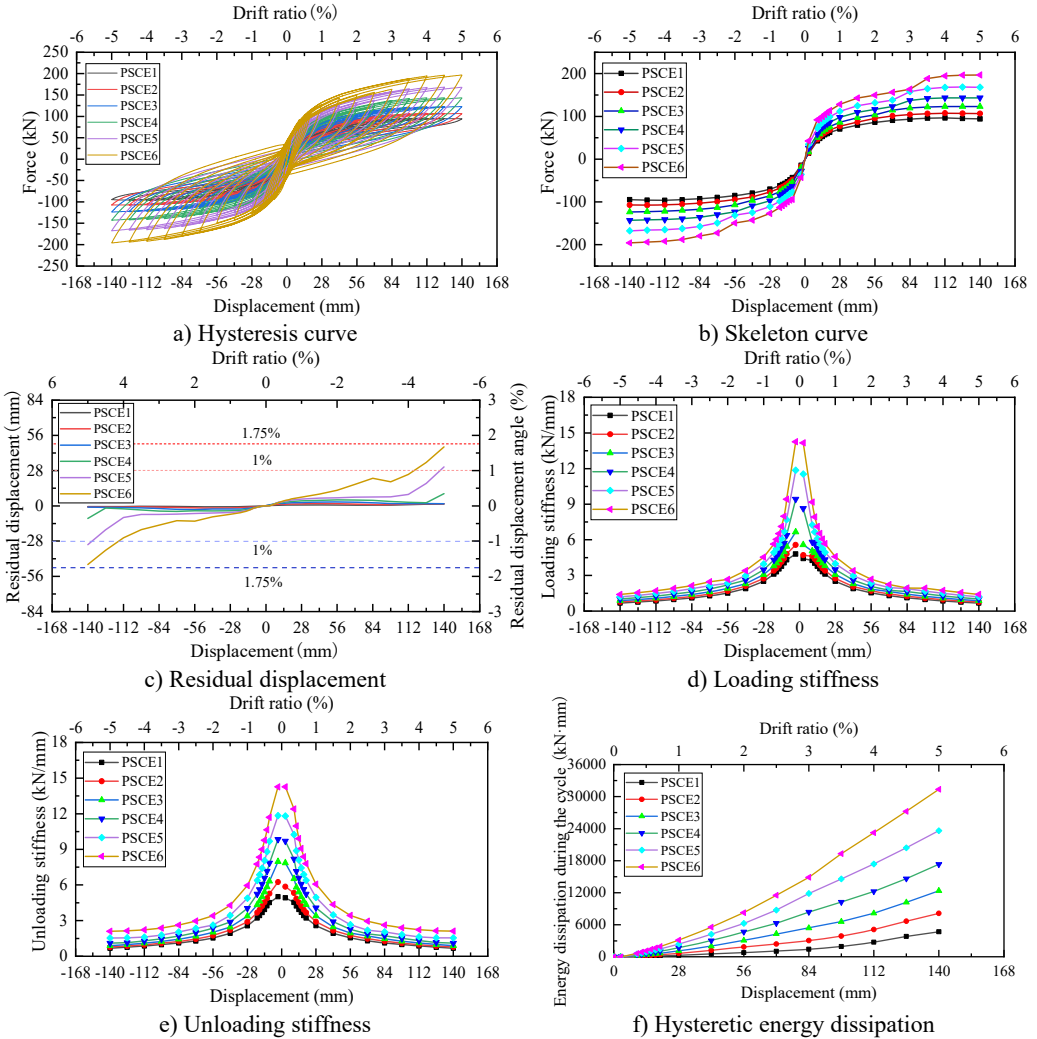 Drift ratio (%)
-6 -5 -4 -3 -2 -1 0 1 2 3 4 5 6
250
200
150
100
50
0
-50
-100
-150
-200
-250
Force (kN)
PSCE1
PSCE2
PSCE3
PSCE4
PSCE5
PSCE6
-168 -140 -112 -84 -56 -28 0 28 56 84 112 140 168
Displacement (mm)
a) Hysteresis curve
Drift ratio (%)
-6 -5 -4 -3 -2 -1 0 1 2 3 4 5 6
200
100
0
-100
-200
Force (kN)
PSCE1
PSCE2
PSCE3
PSCE4
PSCE5
PSCE6
-168 -140 -112 -84 -56 -28 0 28 56 84 112 140 168
Displacement (mm)
b) Skeleton curve
Drift ratio (%)
6 4 2 0 -2 -4 -6
84
56
28
0
-28
-56
-84
Residual displacement (mm)
PSCE1
PSCE2
PSCE3
PSCE4
PSCE5
PSCE6
1.75%
1%
1%
1.75%
3
2
1
0
-1
-2
-3
Residual displacement angle (%)
-168 -140 -112 -84 -56 -28 0 28 56 84 112 140 168
Displacement (mm)
c) Residual displacement
Drift ratio (%)
-6 -5 -4 -3 -2 -1 0 1 2 3 4 5 6
18
15
12
9
6
3
0
Loading stiffness (kN/mm)
PSCE1
PSCE2
PSCE3
PSCE4
PSCE5
PSCE6
-168 -140 -112 -84 -56 -28 0 28 56 84 112 140 168
Displacement (mm)
d) Loading stiffness
Drift ratio (%)
-6 -5 -4 -3 -2 -1 0 1 2 3 4 5 6
18
15
12
9
6
3
0
Unloading stiffness (kN/mm)
PSCE1
PSCE2
PSCE3
PSCE4
PSCE5
PSCE6
-168 -140 -112 -84 -56 -28 0 28 56 84 112 140 168
Displacement (mm)
e) Unloading stiffness
Drift ratio (%)
0 1 2 3 4 5 6
36000
30000
24000
18000
12000
6000
0
Energy dissipation during the cycle (kN·mm)
PSCE1
PSCE2
PSCE3
PSCE4
PSCE5
PSCE6
0 28 56 84 112 140 168
Displacement (mm)
f) Hysteretic energy dissipation